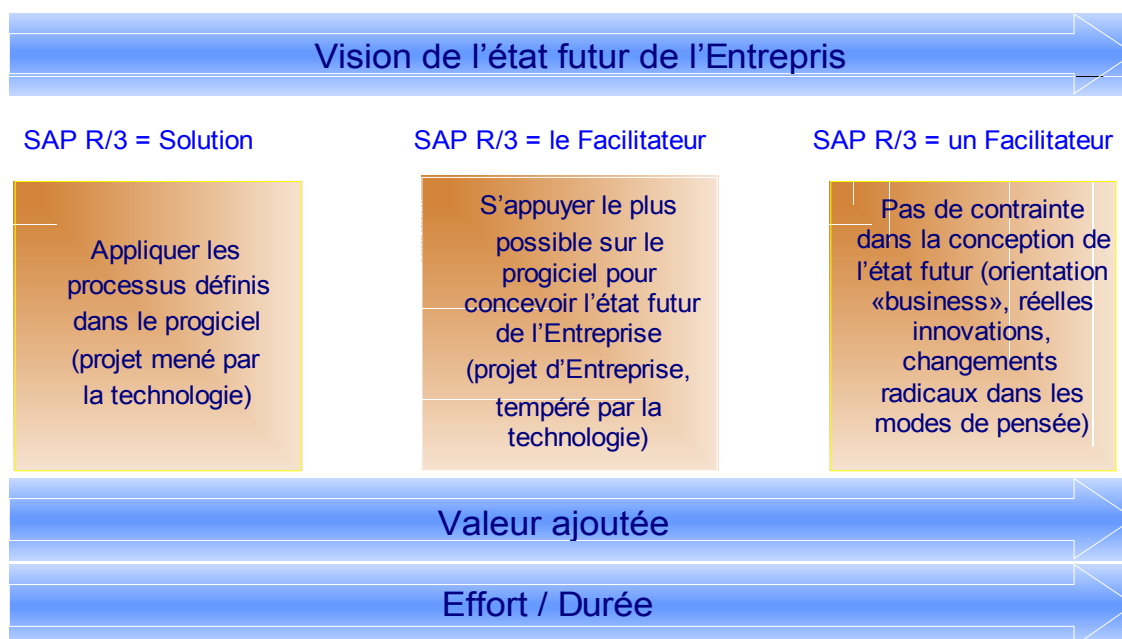 Vision de l’état futur de l’Entrepris
SAP R/3 = Solution
Appliquer les
processus définis
dans le progiciel
(projet mené par
la technologie)
SAP R/3 = le Facilitateur
S’appuyer le plus
possible sur le
progiciel pour
concevoir l’état futur
de l’Entreprise
(projet d’Entreprise,
tempéré par la
technologie)
SAP R/3 = un Facilitateur
Pas de contrainte
dans la conception de
l’état futur (orientation
«business», réelles
innovations,
changements
radicaux dans les
modes de pensée)
Valeur ajoutée
Effort / Durée